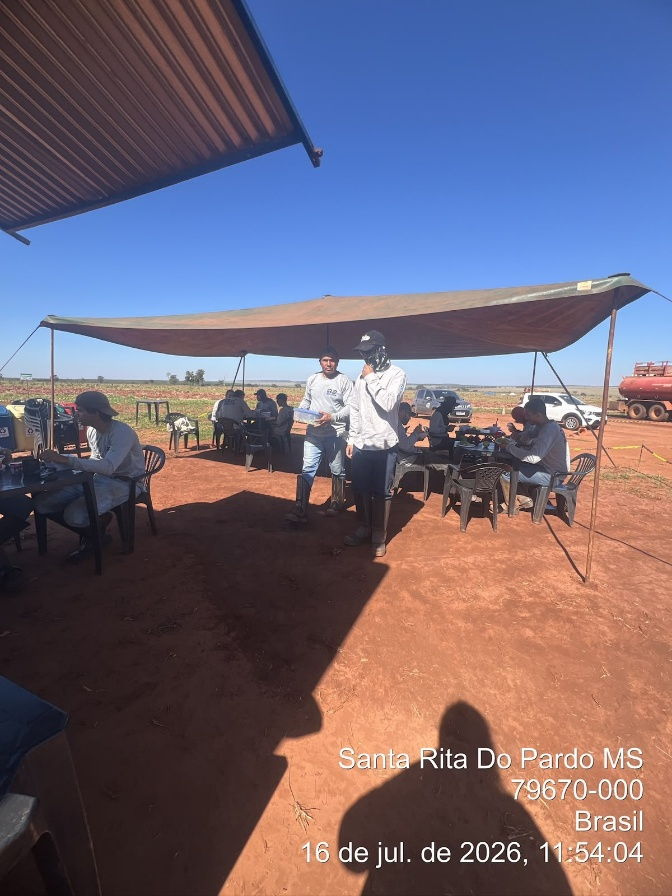 Santa Rita Do Pardo MS
79670-000
Brasil
16 de jul. de 2026, 11:54:04